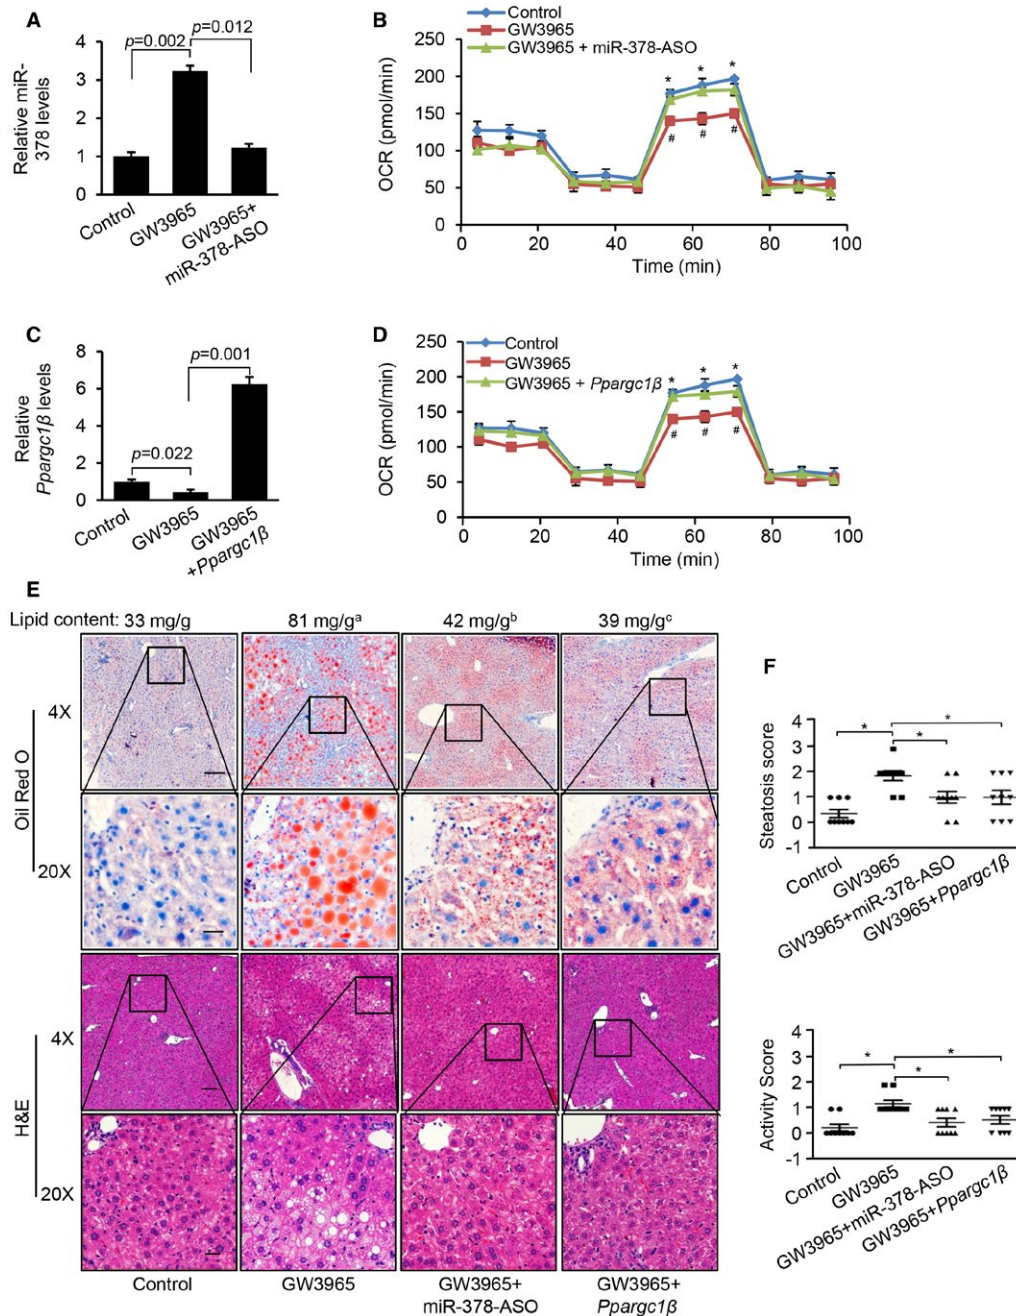 A
p=0.002
p=0.012
Relative miR-
378 levels
4
3
2
1
0
Control
GW3965
GW3965+
miR-378-ASO
B
Control
GW3965
GW3965 + miR-378-ASO
OCR (pmol/min)
250
200
150
100
50
0
* * *
# # #
0 20 40 60 80 100
Time (min)
C
p=0.001
p=0.022
Relative
Ppargc1β levels
8
6
4
2
0
Control
GW3965
GW3965
+Ppargc1β
D
Control
GW3965
GW3965 + Ppargc1β
OCR (pmol/min)
250
200
150
100
50
0
* * *
# # #
0 20 40 60 80 100
Time (min)
E
Lipid content: 33 mg/g 81 mg/gᵃ 42 mg/gᵇ 39 mg/gᶜ
Oil Red O
4X
20X
H&E
4X
20X
Control
GW3965
GW3965+
miR-378-ASO
GW3965+
Ppargc1β
F
Steatosis score
4
3
2
1
0
-1
* * *
Control
GW3965
GW3965+miR-378-ASO
GW3965+Ppargc1β
Activity Score
4
3
2
1
0
-1
* * *
Control
GW3965
GW3965+miR-378-ASO
GW3965+Ppargc1β